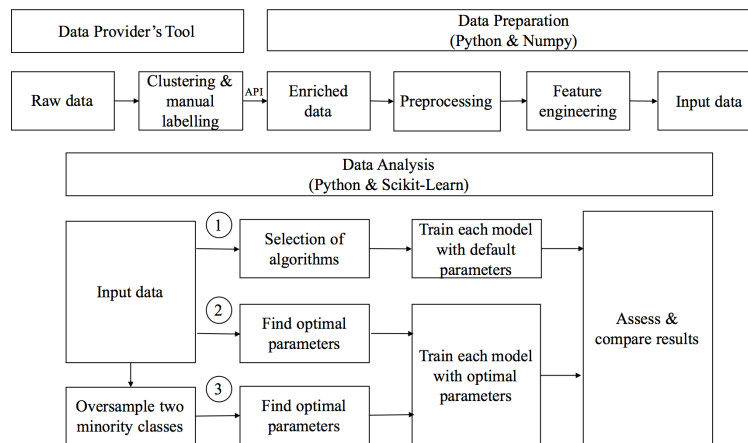 Data Provider's Tool
Data Preparation
(Python & Numpy)
Raw data
Clustering &
manual
labelling
API
Enriched
data
Preprocessing
Feature
engineering
Input data
Data Analysis
(Python & Scikit-Learn)
Input data
1
Selection of
algorithms
Train each model
with default
parameters
2
Find optimal
parameters
Train each model
with optimal
parameters
Assess &
compare results
Oversample two
minority classes
3
Find optimal
parameters